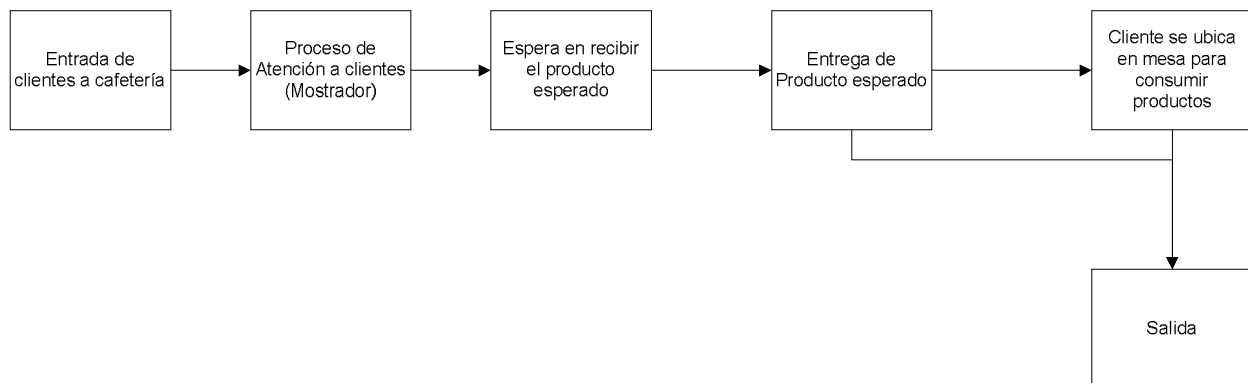 Entrada de
clientes a cafetería
Proceso de
Atención a clientes
(Mostrador)
Espera en recibir
el producto
esperado
Entrega de
Producto esperado
Cliente se ubica
en mesa para
consumir
productos
Salida